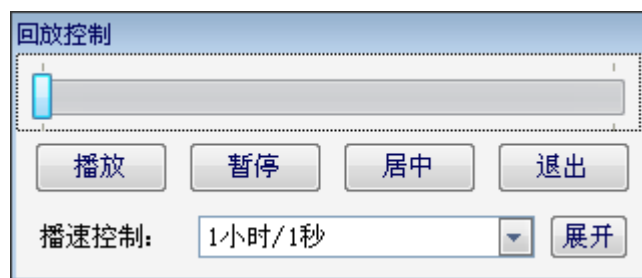 回放控制
播放 暂停 居中 退出
播速控制： 1小时/1秒 展开